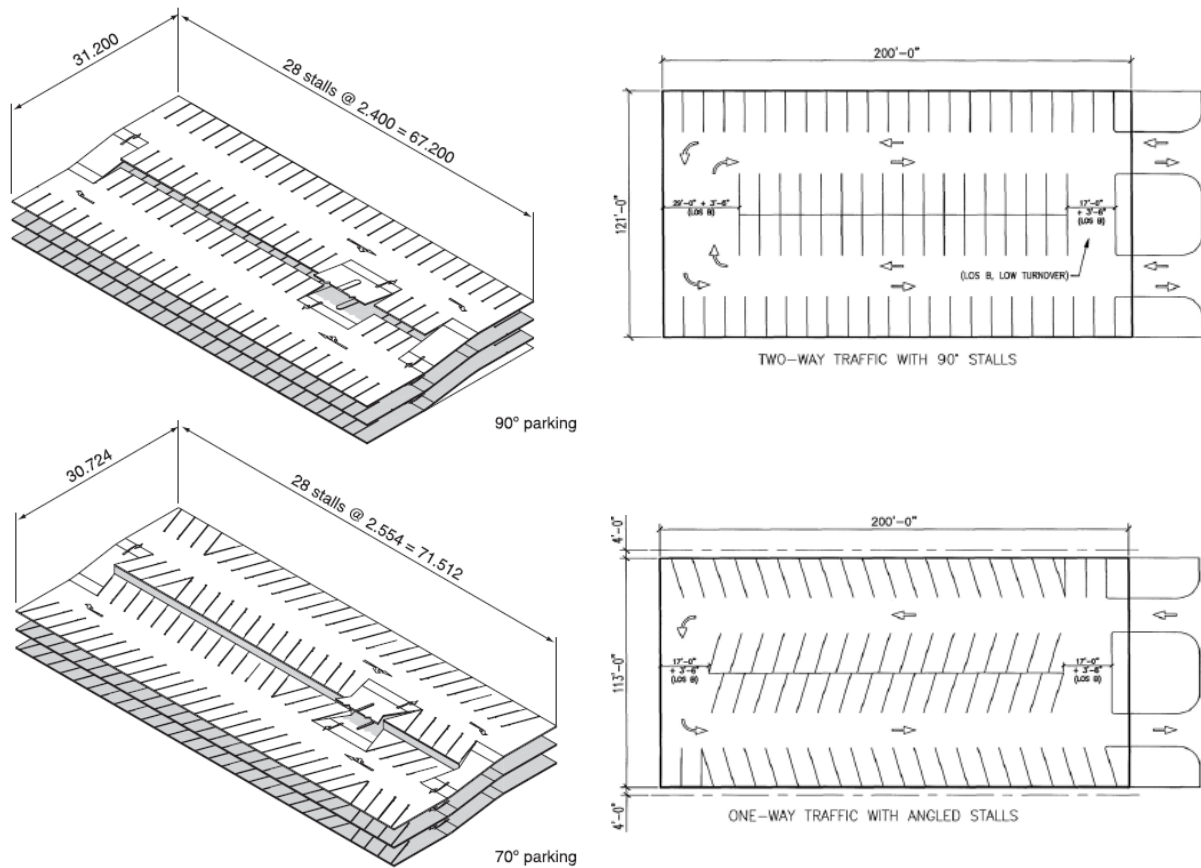 31.200
28 stalls @ 2.400 = 67.200
90° parking
200'-0"
121'-0"
29'-0" + 3'-6"
(LOS B)
17'-0"
+ 3'-6"
(LOS B)
(LOS B, LOW TURNOVER)
TWO-WAY TRAFFIC WITH 90° STALLS
30.724
28 stalls @ 2.554 = 71.512
70° parking
200'-0"
4'-0"
113'-0"
17'-0"
+ 3'-6"
(LOS B)
17'-0"
+ 3'-6"
(LOS B)
4'-0"
ONE-WAY TRAFFIC WITH ANGLED STALLS